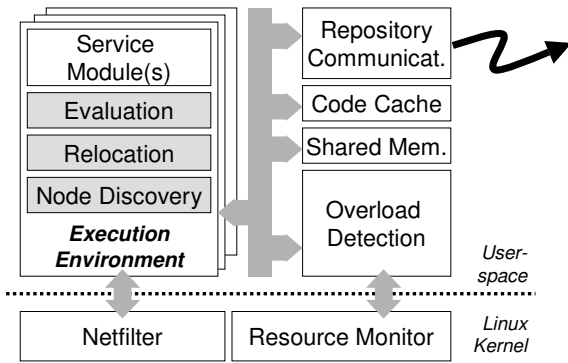 Service
Module(s)
Evaluation
Relocation
Node Discovery
Execution
Environment
Repository
Communicat.
Code Cache
Shared Mem.
Overload
Detection
User-
space
Netfilter
Resource Monitor
Linux
Kernel